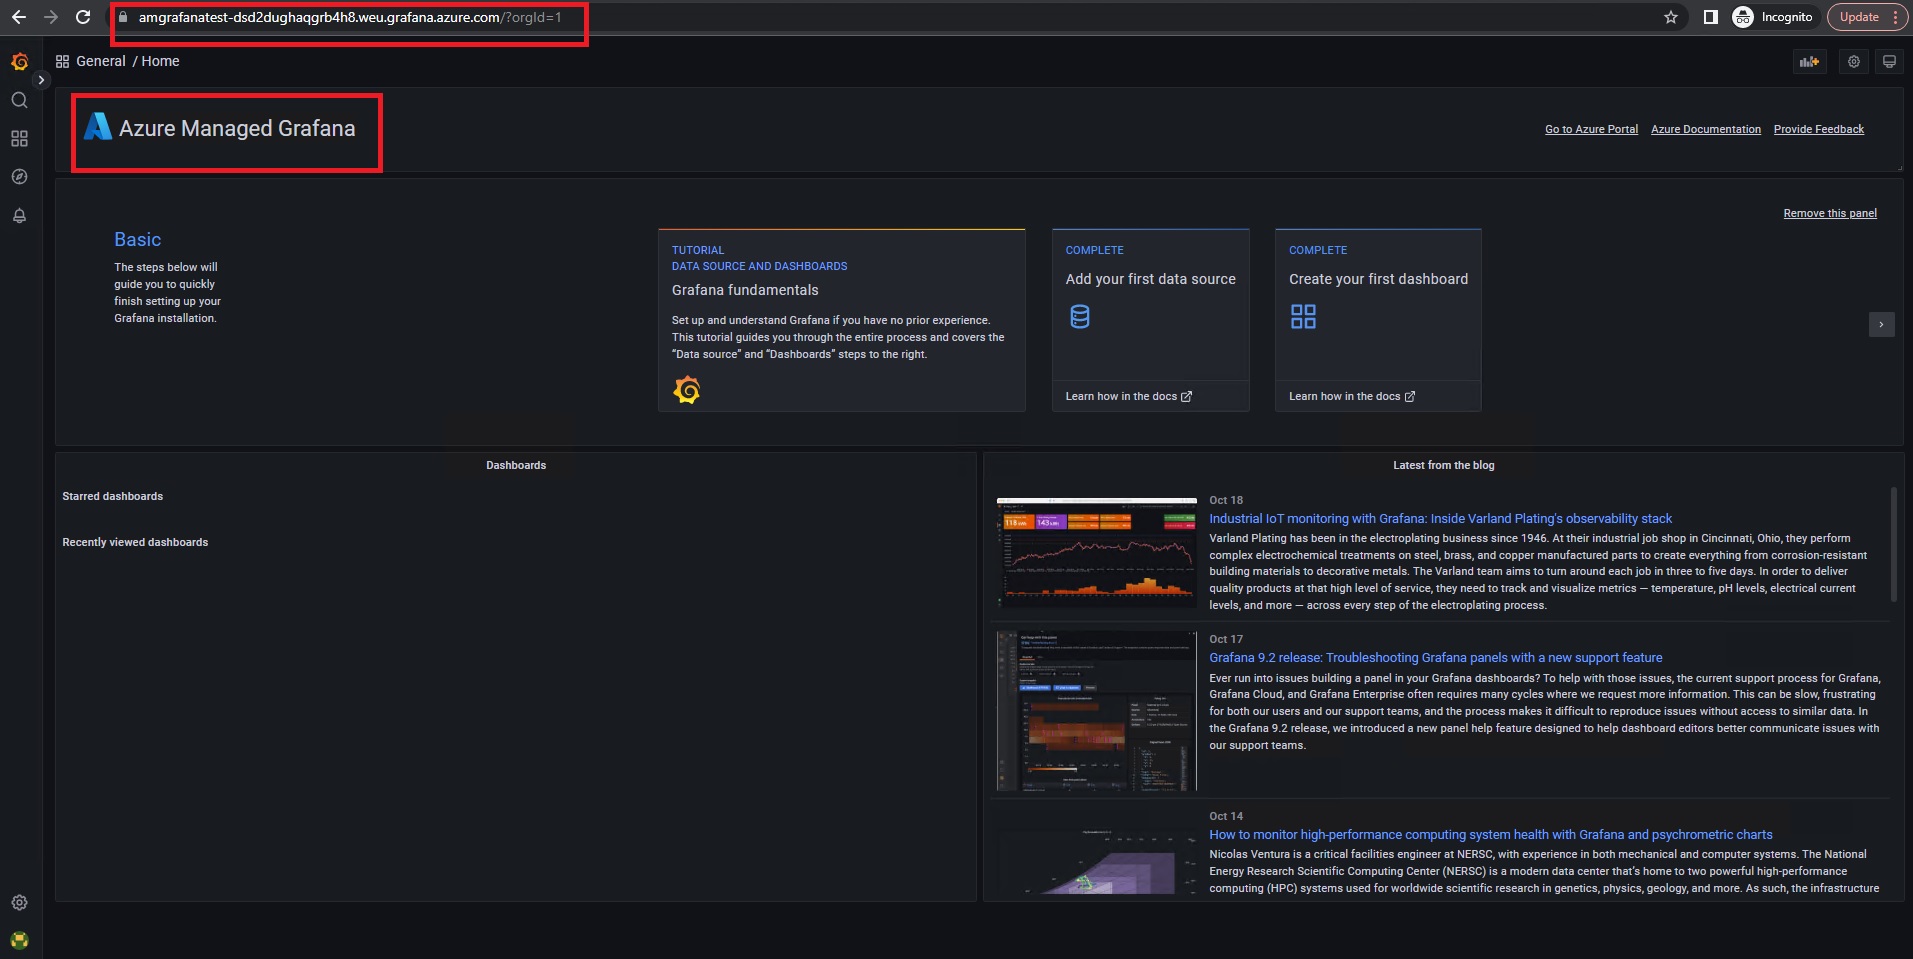 amgrafanatest-dsd2dughaqgrb4h8.weu.grafana.azure.com/?orgId=1
Incognito
Update
General / Home
Azure Managed Grafana
Go to Azure Portal
Azure Documentation
Provide Feedback
Remove this panel
Basic
The steps below will
guide you to quickly
finish setting up your
Grafana installation.
TUTORIAL
DATA SOURCE AND DASHBOARDS
Grafana fundamentals
Set up and understand Grafana if you have no prior experience.
This tutorial guides you through the entire process and covers the
“Data source” and “Dashboards” steps to the right.
COMPLETE
Add your first data source
Learn how in the docs
COMPLETE
Create your first dashboard
Learn how in the docs
Dashboards
Starred dashboards
Recently viewed dashboards
Latest from the blog
Oct 18
Industrial IoT monitoring with Grafana: Inside Varland Plating's observability stack
Varland Plating has been in the electroplating business since 1946. At their industrial job shop in Cincinnati, Ohio, they perform
complex electrochemical treatments on steel, brass, and copper manufactured parts to create everything from corrosion-resistant
building materials to decorative metals. The Varland team aims to turn around each job in three to five days. In order to deliver
quality products at that high level of service, they need to track and visualize metrics — temperature, pH levels, electrical current
levels, and more — across every step of the electroplating process.
Oct 17
Grafana 9.2 release: Troubleshooting Grafana panels with a new support feature
Ever run into issues building a panel in your Grafana dashboards? To help with those issues, the current support process for Grafana,
Grafana Cloud, and Grafana Enterprise often requires many cycles where we request more information. This can be slow, frustrating
for both our users and our support teams, and the process makes it difficult to reproduce issues without access to similar data. In
the Grafana 9.2 release, we introduced a new panel help feature designed to help dashboard editors better communicate issues with
our support teams.
Oct 14
How to monitor high-performance computing system health with Grafana and psychrometric charts
Nicolas Ventura is a critical facilities engineer at NERSC, with experience in both mechanical and computer systems. The National
Energy Research Scientific Computing Center (NERSC) is a modern data center that's home to two powerful high-performance
computing (HPC) systems used for worldwide scientific research in genetics, physics, geology, and more. As such, the infrastructure